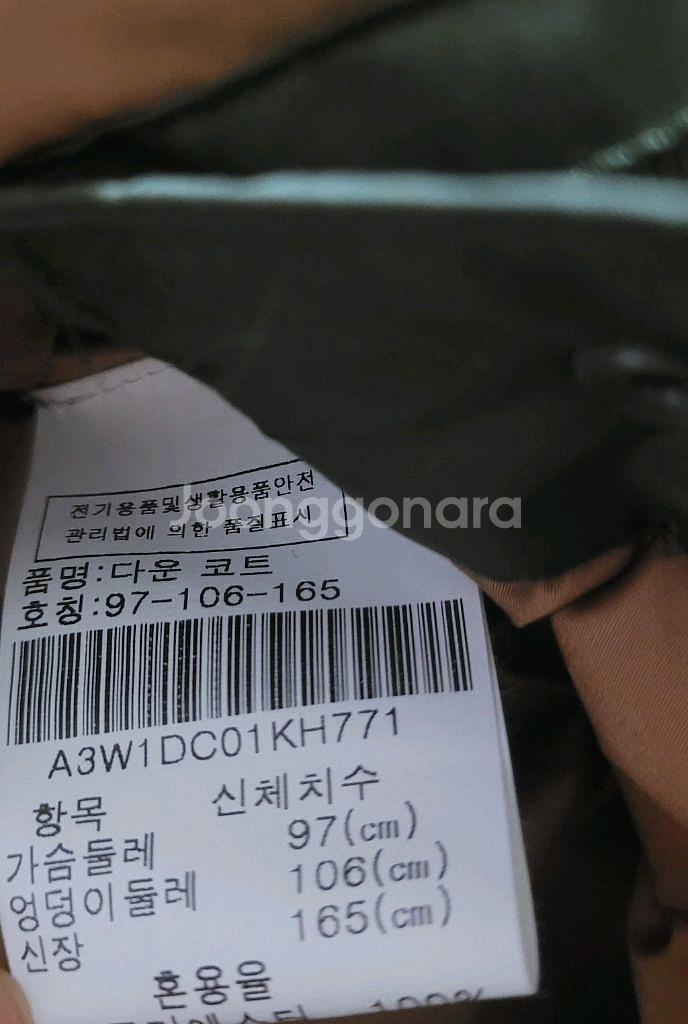 전기용품및생활용품안전
관리법에 의한 품질표시
Joonggonara
품명:다운 코트
호칭:97-106-165
A3W1DC01KH771
항목 신체치수
가슴둘레 97(cm)
엉덩이둘레 106(cm)
신장 165(cm)
혼용율